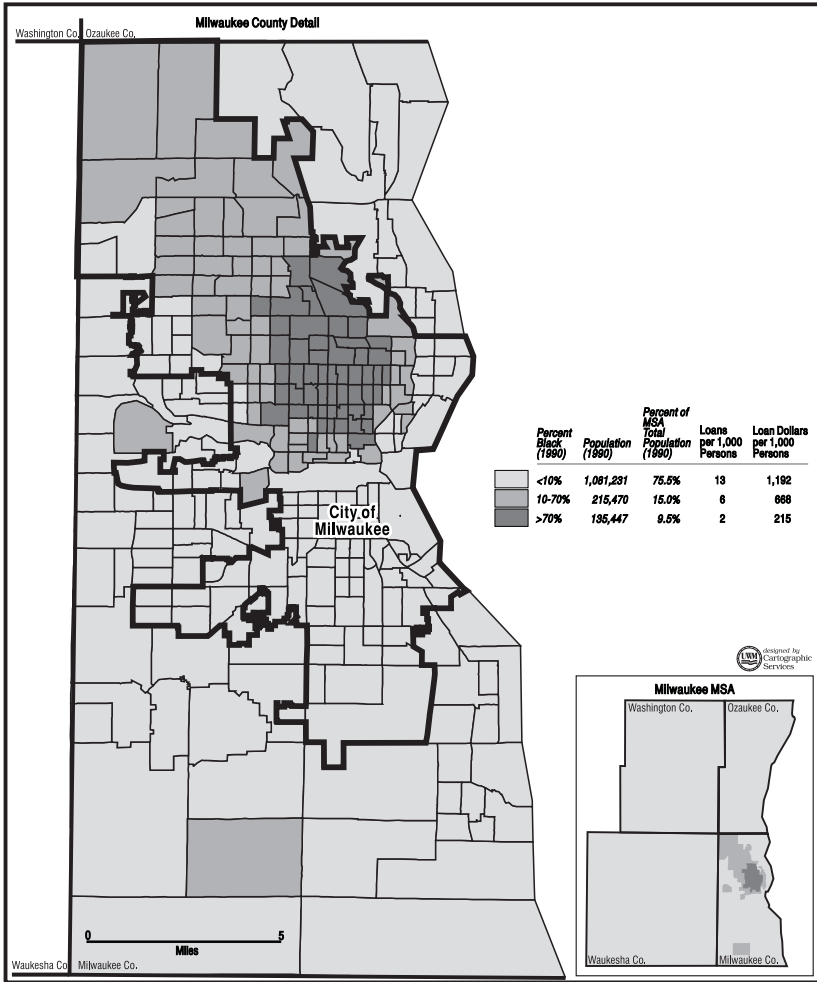 Milwaukee County Detail
Washington Co.
Ozaukee Co.
City of
Milwaukee
Percent
Black
(1990)
Population
(1990)
Percent of
MSA
Total
Population
(1990)
Loans
per 1,000
Persons
Loan Dollars
per 1,000
Persons
<10% 1,081,231 75.5% 13 1,192
10-70% 215,470 15.0% 6 668
>70% 135,447 9.5% 2 215
UWM
designed by
Cartographic
Services
Milwaukee MSA
Washington Co.
Ozaukee Co.
Waukesha Co.
Milwaukee Co.
0 5
Miles
Waukesha Co
Milwaukee Co.